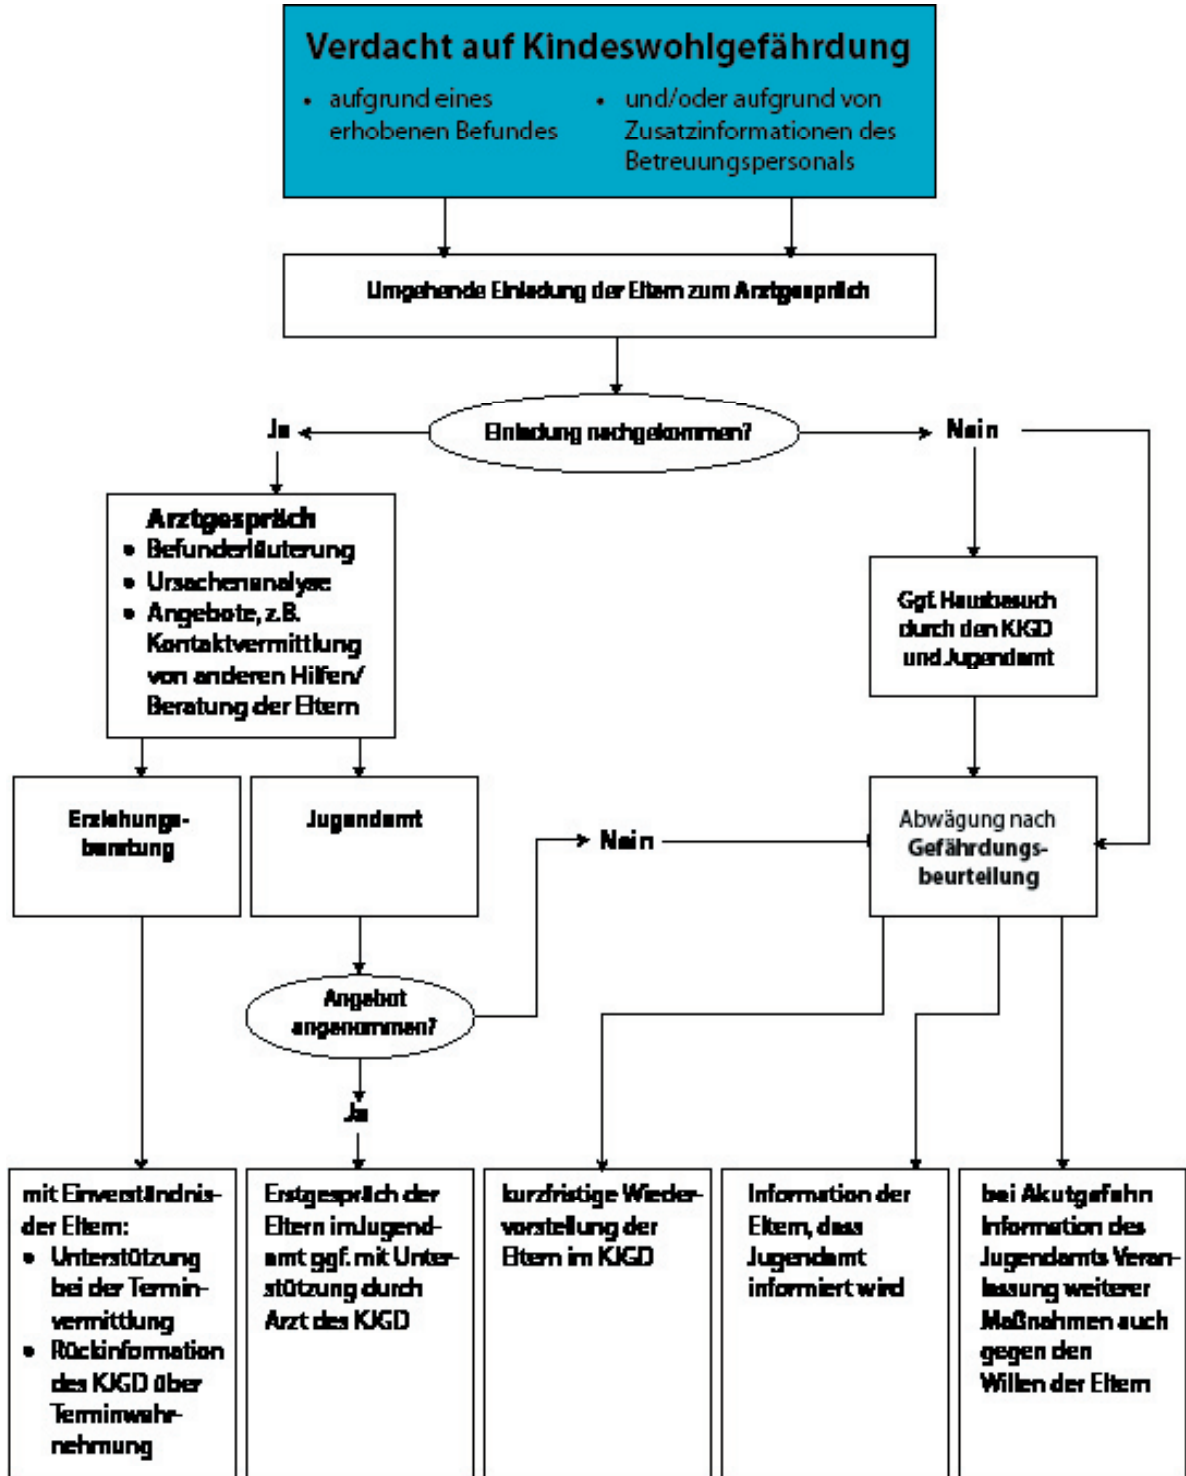 Verdacht auf Kindeswohlgefährdung
• aufgrund eines
erhobenen Befundes
• und/oder aufgrund von
Zusatzinformationen des
Betreuungspersonals
Umgehende Einladung der Eltern zum Arztgespräch
Einladung nachgekommen?
Ja
Nein
Arztgespräch
• Befunderläuterung
• Ursachenanalyse
• Angebote, z.B.
Kontaktvermittlung
von anderen Hilfen/
Beratung der Eltern
Ggf. Hausbesuch
durch den KJGD
und Jugendamt
Erziehungs-
beratung
Jugendamt
Nein
Abwägung nach
Gefährdungs-
beurteilung
Angebot
angenommen?
Ja
mit Einverständnis-
der Eltern:
• Unterstützung
bei der Termin-
vermittlung
• Rückinformation
des KJGD über
Terminwahr-
nehmung
Erstgespräch der
Eltern im Jugend-
amt ggf. mit Unter-
stützung durch
Arzt des KJGD
kurzfristige Wieder-
vorstellung der
Eltern im KJGD
Information der
Eltern, dass
Jugendamt
informiert wird
bei Akutgefahr:
Information des
Jugendamts Veran-
lassung weiterer
Maßnahmen auch
gegen den
Willen der Eltern